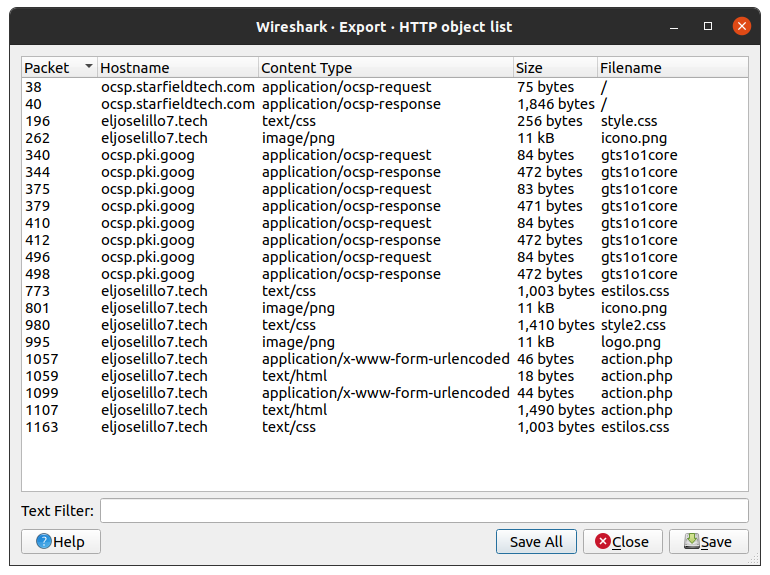 Wireshark · Export · HTTP object list
Packet Hostname Content Type Size Filename
38 ocsp.starfieldtech.com application/ocsp-request 75 bytes /
40 ocsp.starfieldtech.com application/ocsp-response 1,846 bytes /
196 eljoselillo7.tech text/css 256 bytes style.css
262 eljoselillo7.tech image/png 11 kB icono.png
340 ocsp.pki.goog application/ocsp-request 84 bytes gts1o1core
344 ocsp.pki.goog application/ocsp-response 472 bytes gts1o1core
375 ocsp.pki.goog application/ocsp-request 83 bytes gts1o1core
379 ocsp.pki.goog application/ocsp-response 471 bytes gts1o1core
410 ocsp.pki.goog application/ocsp-request 84 bytes gts1o1core
412 ocsp.pki.goog application/ocsp-response 472 bytes gts1o1core
496 ocsp.pki.goog application/ocsp-request 84 bytes gts1o1core
498 ocsp.pki.goog application/ocsp-response 472 bytes gts1o1core
773 eljoselillo7.tech text/css 1,003 bytes estilos.css
801 eljoselillo7.tech image/png 11 kB icono.png
980 eljoselillo7.tech text/css 1,410 bytes style2.css
995 eljoselillo7.tech image/png 11 kB logo.png
1057 eljoselillo7.tech application/x-www-form-urlencoded 46 bytes action.php
1059 eljoselillo7.tech text/html 18 bytes action.php
1099 eljoselillo7.tech application/x-www-form-urlencoded 44 bytes action.php
1107 eljoselillo7.tech text/html 1,490 bytes action.php
1163 eljoselillo7.tech text/css 1,003 bytes estilos.css
Text Filter:
Help Save All Close Save